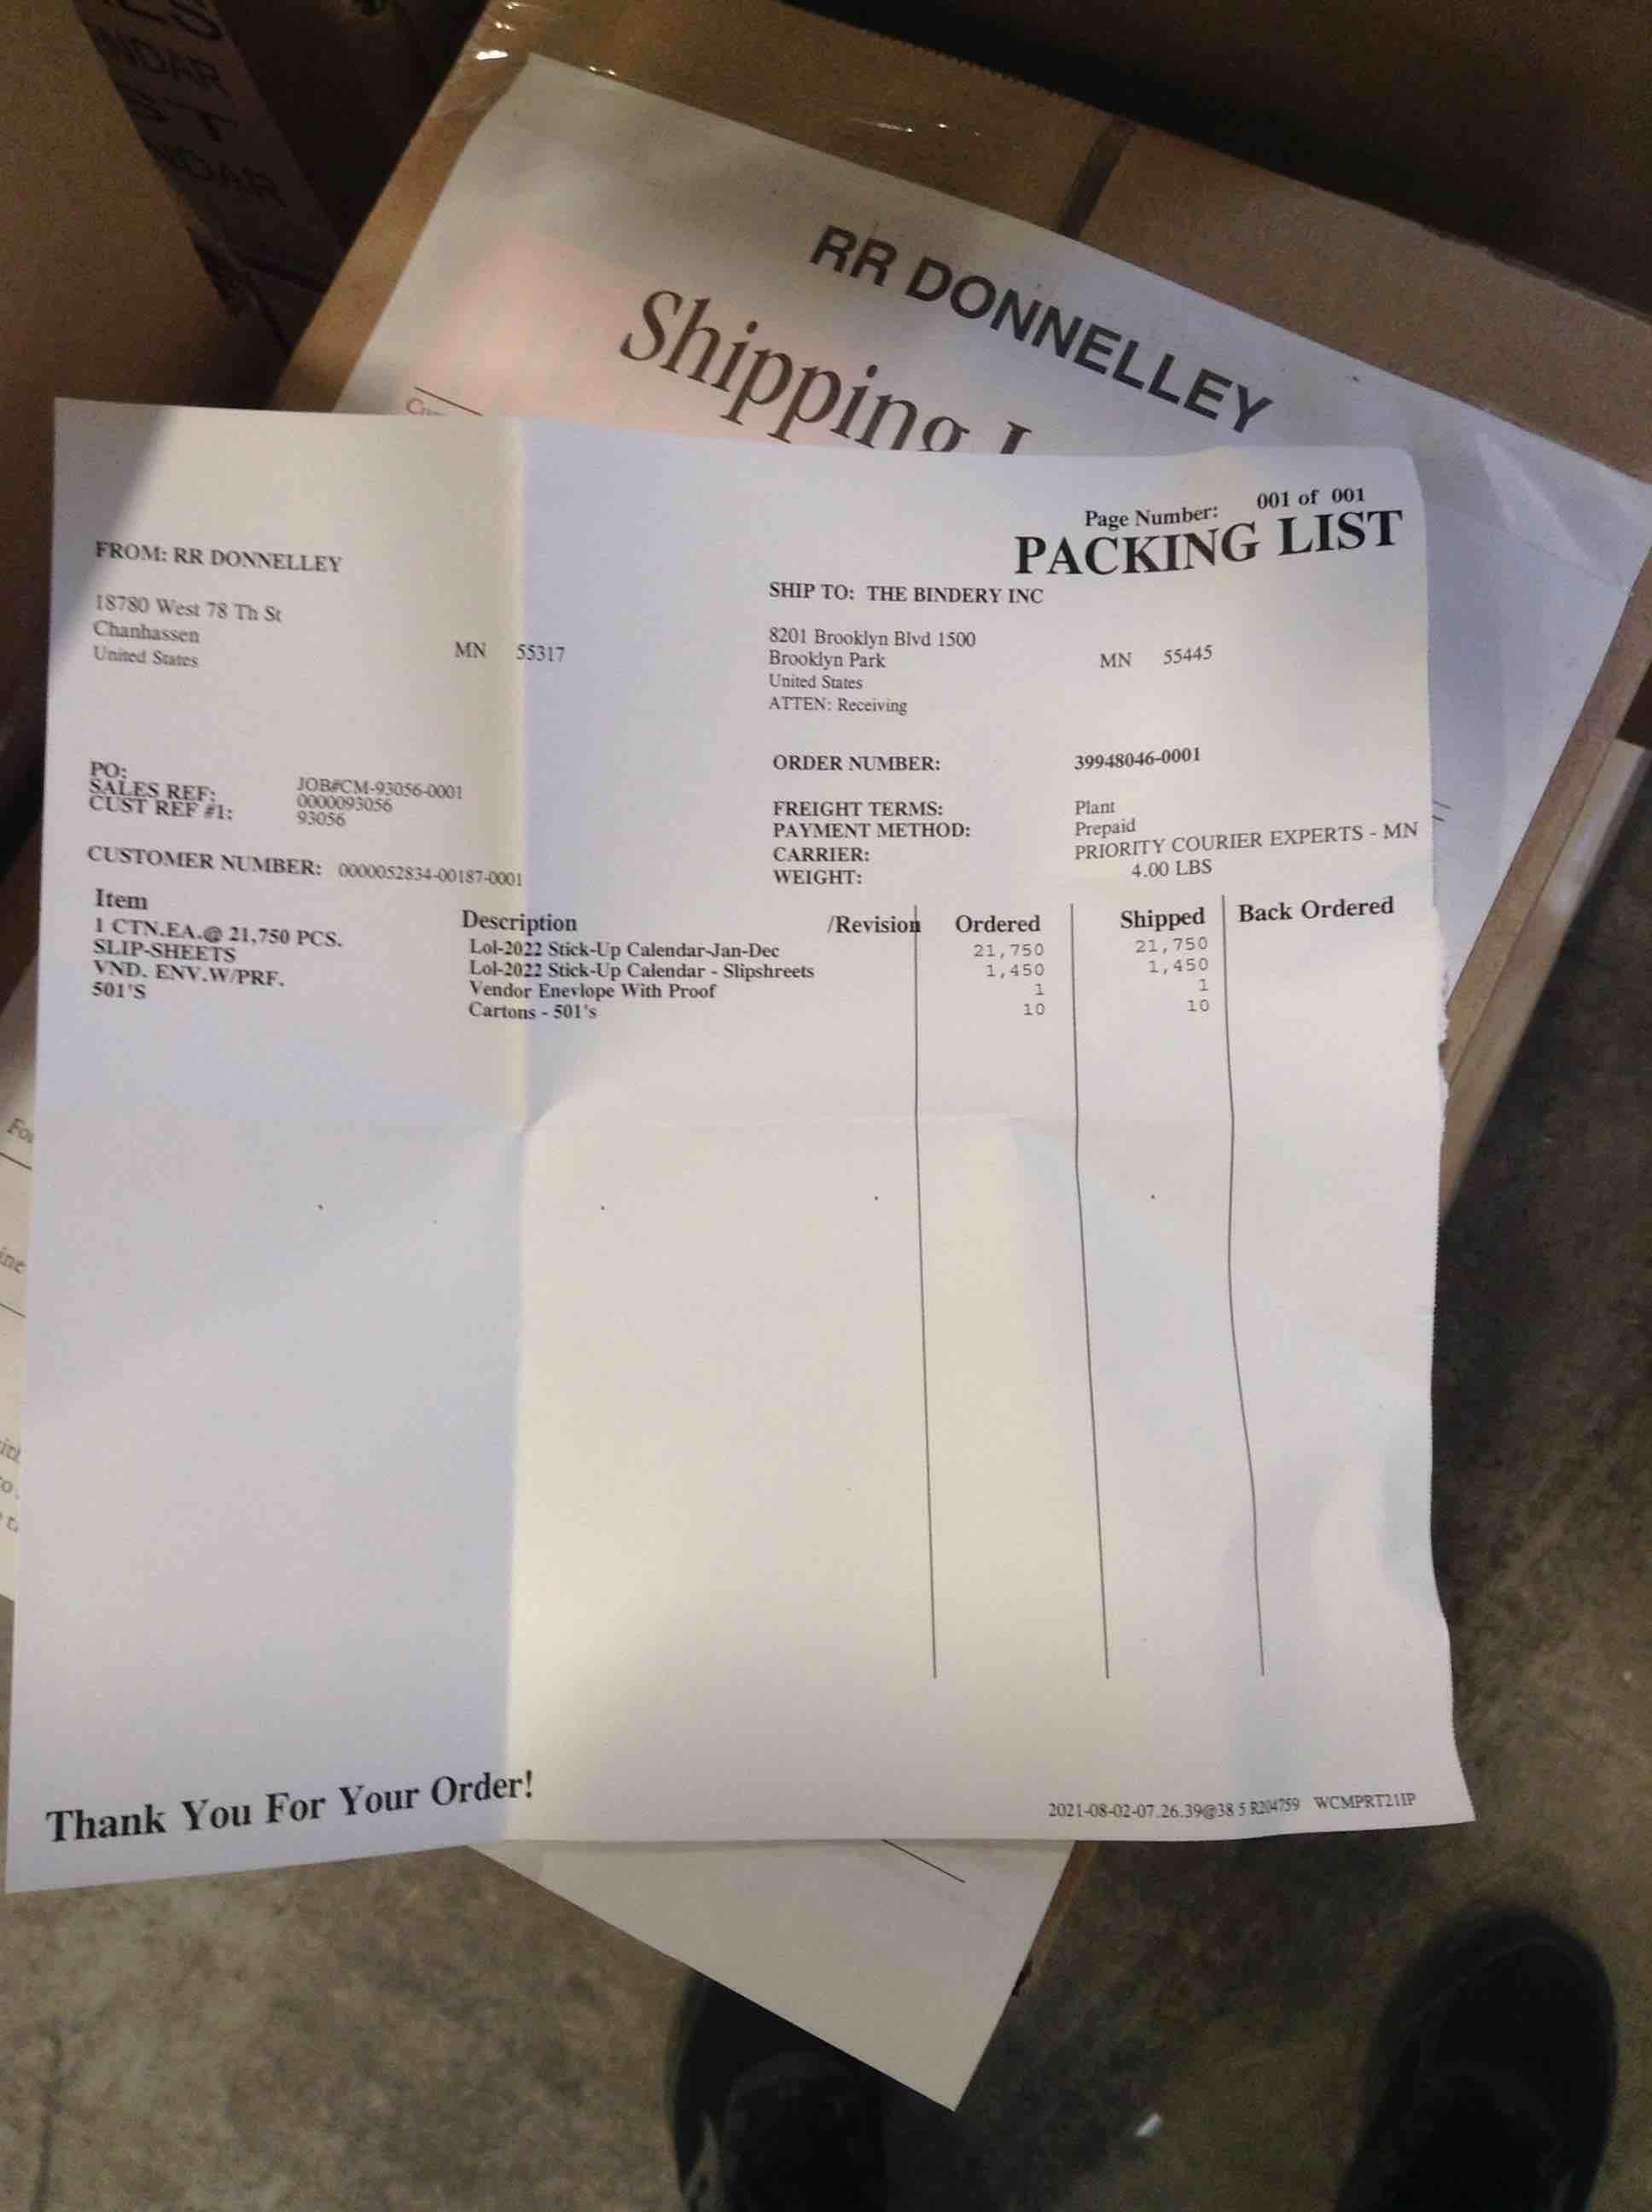 NDAR
ST
NDAR
RR DONNELLEY
Shipping
Page Number: 001 of 001
PACKING LIST
FROM: RR DONNELLEY
18780 West 78 Th St
Chanhassen MN 55317
United States
SHIP TO: THE BINDERY INC
8201 Brooklyn Blvd 1500
Brooklyn Park MN 55445
United States
ATTEN: Receiving
PO: JOB#CM-93056-0001
SALES REF: 0000093056
CUST REF #1: 93056
CUSTOMER NUMBER: 0000052834-00187-0001
ORDER NUMBER: 39948046-0001
FREIGHT TERMS: Plant
PAYMENT METHOD: Prepaid
CARRIER: PRIORITY COURIER EXPERTS - MN
WEIGHT: 4.00 LBS
Item Description /Revision Ordered Shipped Back Ordered
1 CTN.EA.@ 21,750 PCS. Lol-2022 Stick-Up Calendar-Jan-Dec 21,750 21,750
SLIP-SHEETS Lol-2022 Stick-Up Calendar - Slipshreets 1,450 1,450
VND. ENV.W/PRF. Vendor Enevlope With Proof 1 1
501'S Cartons - 501's 10 10
Thank You For Your Order!
2021-08-02-07.26.39@38 5 R204759 WCMPRT21IP